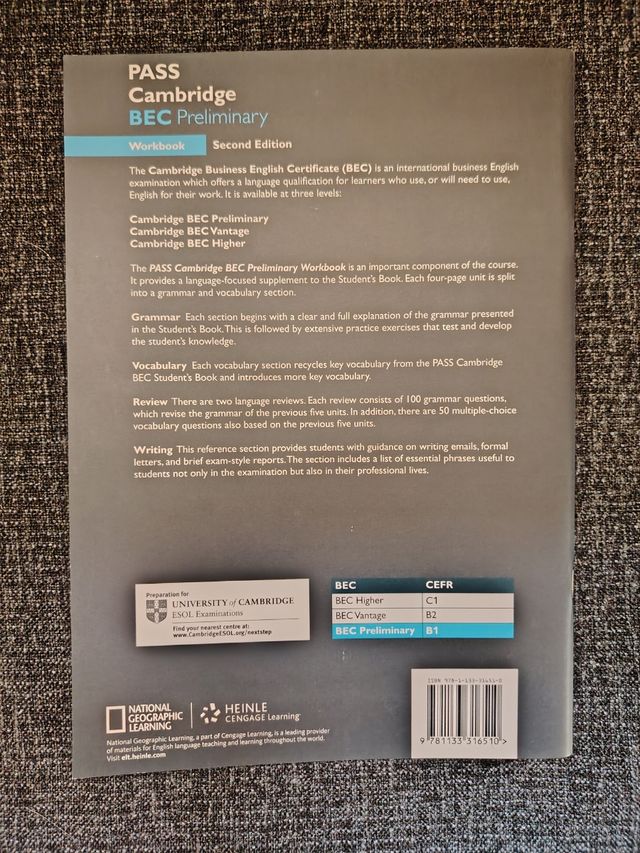 PASS
Cambridge
BEC Preliminary
Workbook Second Edition
The Cambridge Business English Certificate (BEC) is an international business English
examination which offers a language qualification for learners who use, or will need to use,
English for their work. It is available at three levels:
Cambridge BEC Preliminary
Cambridge BEC Vantage
Cambridge BEC Higher
The PASS Cambridge BEC Preliminary Workbook is an important component of the course.
It provides a language-focused supplement to the Student's Book. Each four-page unit is split
into a grammar and vocabulary section.
Grammar Each section begins with a clear and full explanation of the grammar presented
in the Student's Book. This is followed by extensive practice exercises that test and develop
the student's knowledge.
Vocabulary Each vocabulary section recycles key vocabulary from the PASS Cambridge
BEC Student's Book and introduces more key vocabulary.
Review There are two language reviews. Each review consists of 100 grammar questions,
which revise the grammar of the previous five units. In addition, there are 50 multiple-choice
vocabulary questions also based on the previous five units.
Writing This reference section provides students with guidance on writing emails, formal
letters, and brief exam-style reports. The section includes a list of essential phrases useful to
students not only in the examination but also in their professional lives.
Preparation for
UNIVERSITY of CAMBRIDGE
ESOL Examinations
Find your nearest centre at:
www.CambridgeESOL.org/nextstep
BEC CEFR
BEC Higher C1
BEC Vantage B2
BEC Preliminary B1
NATIONAL
GEOGRAPHIC
LEARNING
HEINLE
CENGAGE Learning
National Geographic Learning, a part of Cengage Learning, is a leading provider
of materials for English language teaching and learning throughout the world.
Visit elt.heinle.com
ISBN 978-1-133-31651-0
9 781133 316510 >